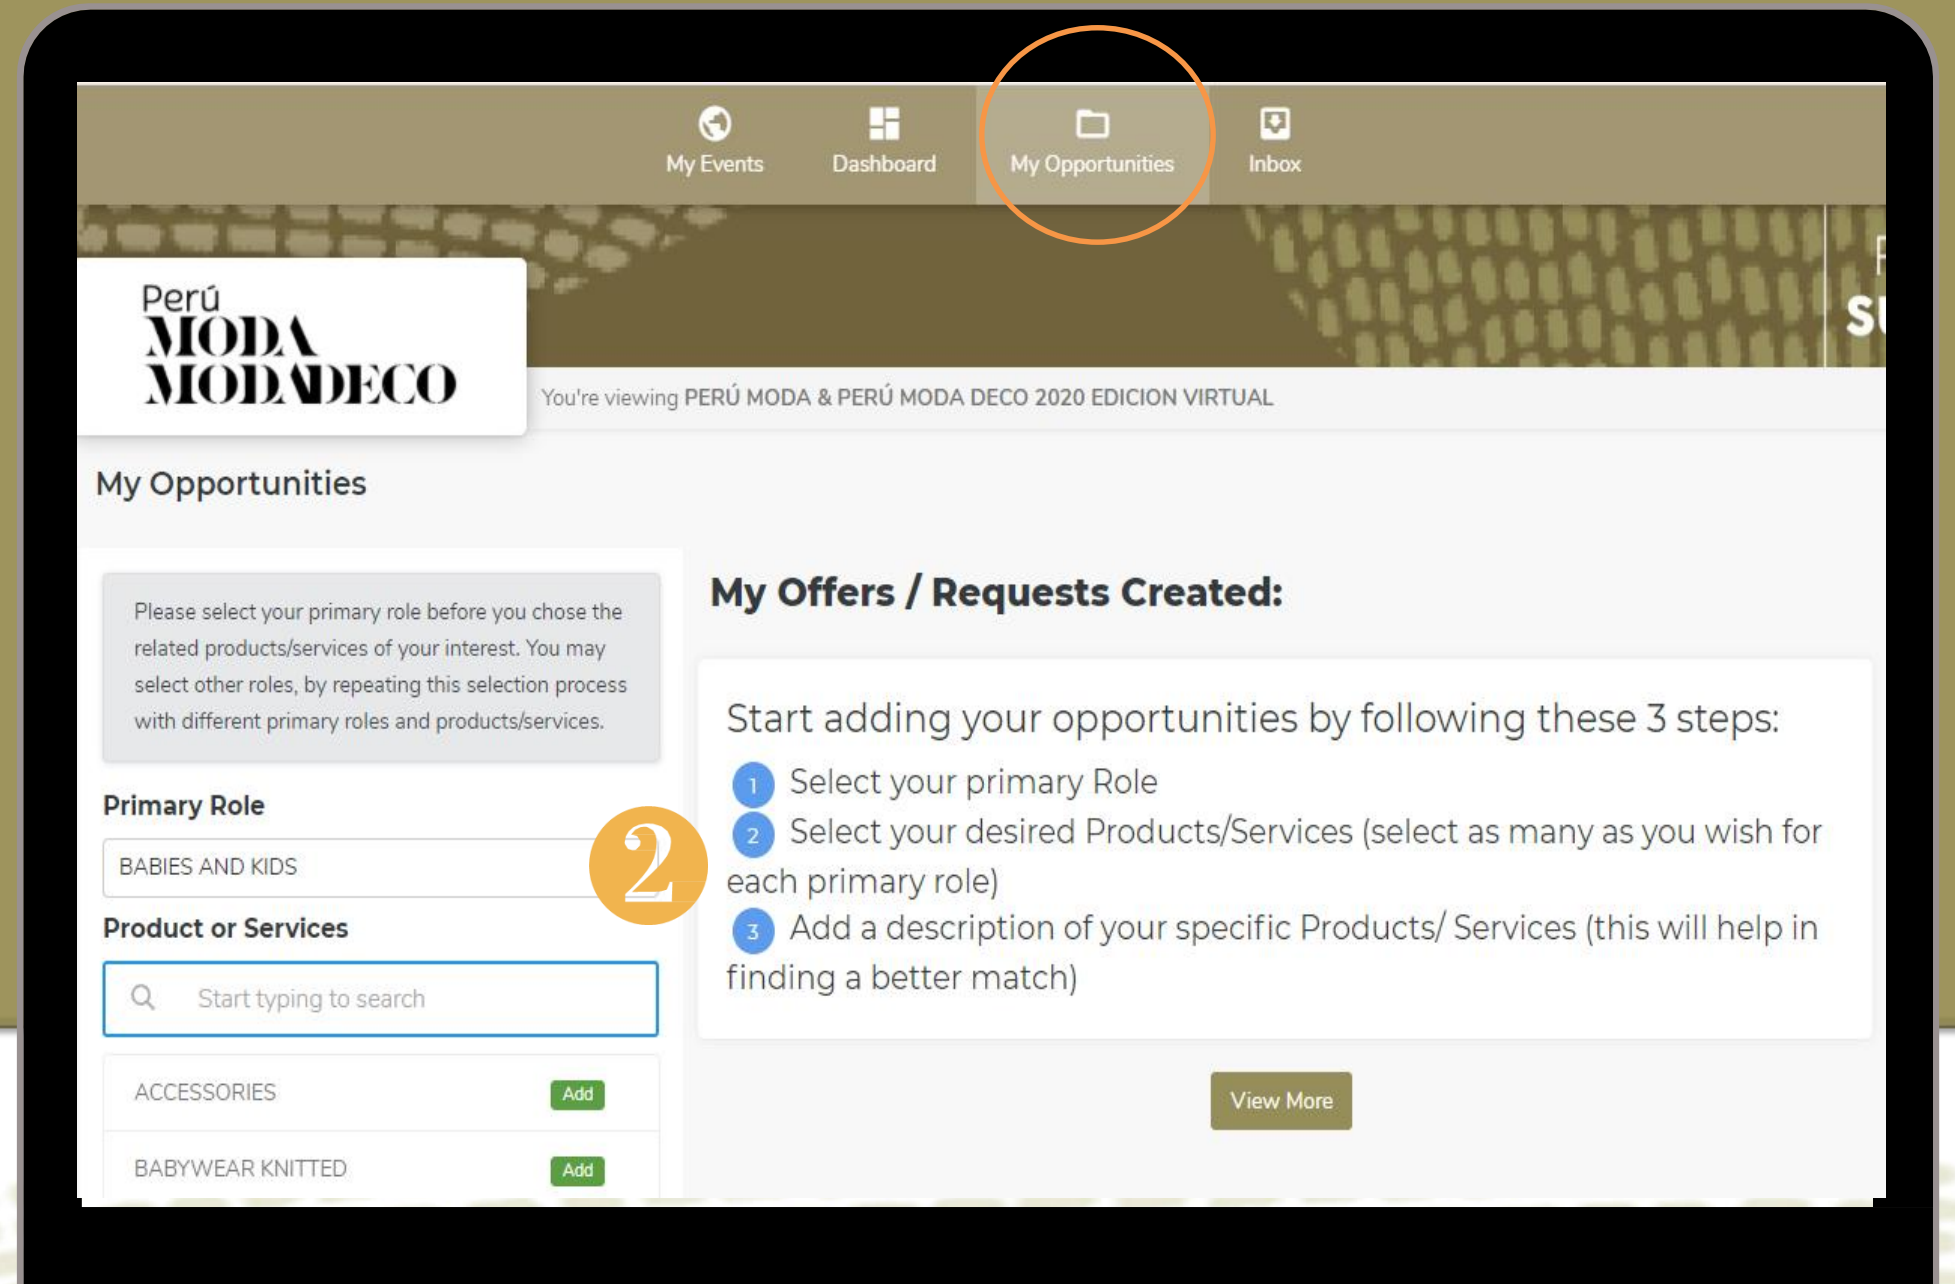 My Events
Dashboard
My Opportunities
Inbox
Perú
MODA
MODADECO
You're viewing PERÚ MODA & PERÚ MODA DECO 2020 EDICION VIRTUAL
My Opportunities
Please select your primary role before you chose the
related products/services of your interest. You may
select other roles, by repeating this selection process
with different primary roles and products/services.
Primary Role
BABIES AND KIDS
2
Product or Services
Start typing to search
ACCESSORIES
Add
BABYWEAR KNITTED
Add
My Offers / Requests Created:
Start adding your opportunities by following these 3 steps:
1 Select your primary Role
2 Select your desired Products/Services (select as many as you wish for
each primary role)
3 Add a description of your specific Products/ Services (this will help in
finding a better match)
View More